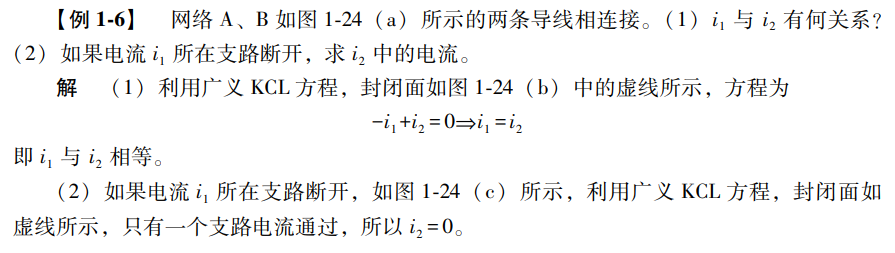 【例 1-6】 网络 A、B 如图 1-24（a）所示的两条导线相连接。（1）i₁ 与 i₂ 有何关系？
（2）如果电流 i₁ 所在支路断开，求 i₂ 中的电流。
解 （1）利用广义 KCL 方程，封闭面如图 1-24（b）中的虚线所示，方程为
-i₁+i₂=0⇒i₁=i₂
即 i₁ 与 i₂ 相等。
（2）如果电流 i₁ 所在支路断开，如图 1-24（c）所示，利用广义 KCL 方程，封闭面如
虚线所示，只有一个支路电流通过，所以 i₂=0。